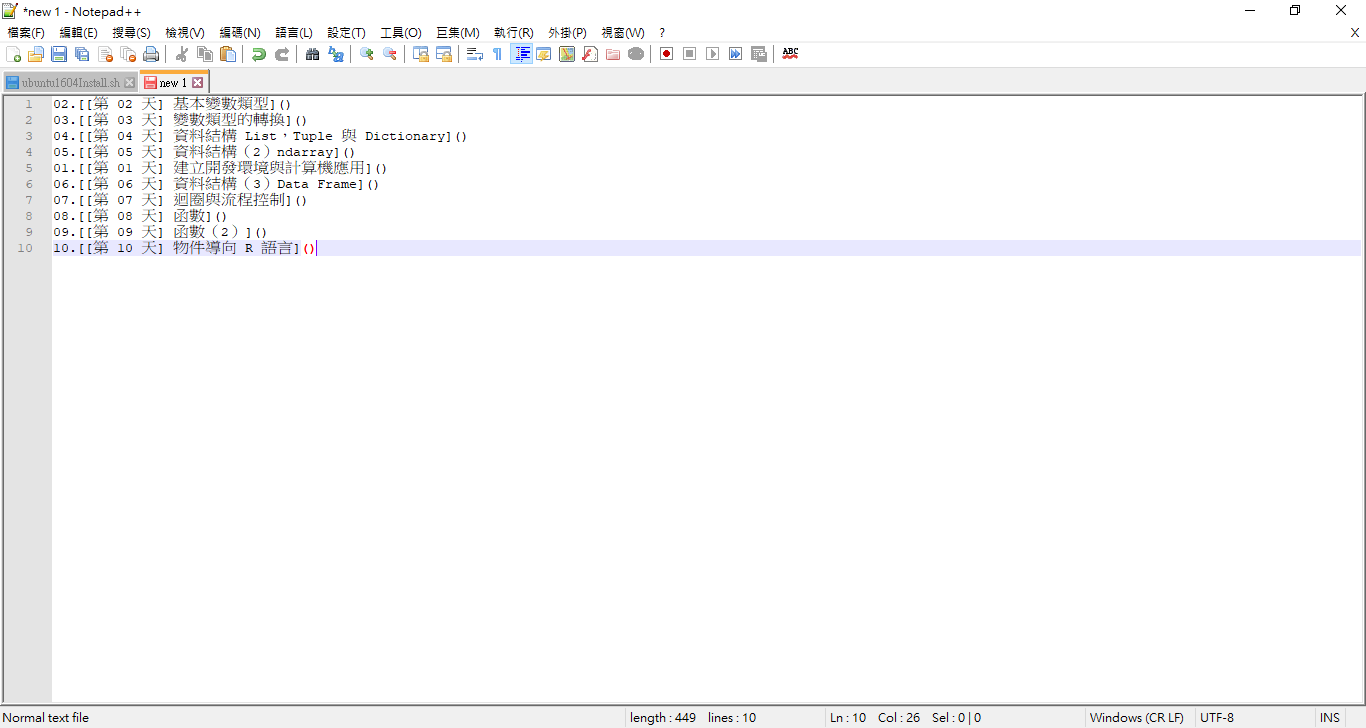 *new 1 - Notepad++
檔案(F) 編輯(E) 搜尋(S) 檢視(V) 編碼(N) 語言(L) 設定(T) 工具(O) 巨集(M) 執行(R) 外掛(P) 視窗(W) ? X
ABC
ubuntu1604Install.sh new 1
1 02.[[第 02 天] 基本變數類型]()
2 03.[[第 03 天] 變數類型的轉換]()
3 04.[[第 04 天] 資料結構 List，Tuple 與 Dictionary]()
4 05.[[第 05 天] 資料結構（2）ndarray]()
5 01.[[第 01 天] 建立開發環境與計算機應用]()
6 06.[[第 06 天] 資料結構（3）Data Frame]()
7 07.[[第 07 天] 迴圈與流程控制]()
8 08.[[第 08 天] 函數]()
9 09.[[第 09 天] 函數（2）]()
10 10.[[第 10 天] 物件導向 R 語言]()
Normal text file length : 449 lines : 10 Ln : 10 Col : 26 Sel : 0 | 0 Windows (CR LF) UTF-8 INS